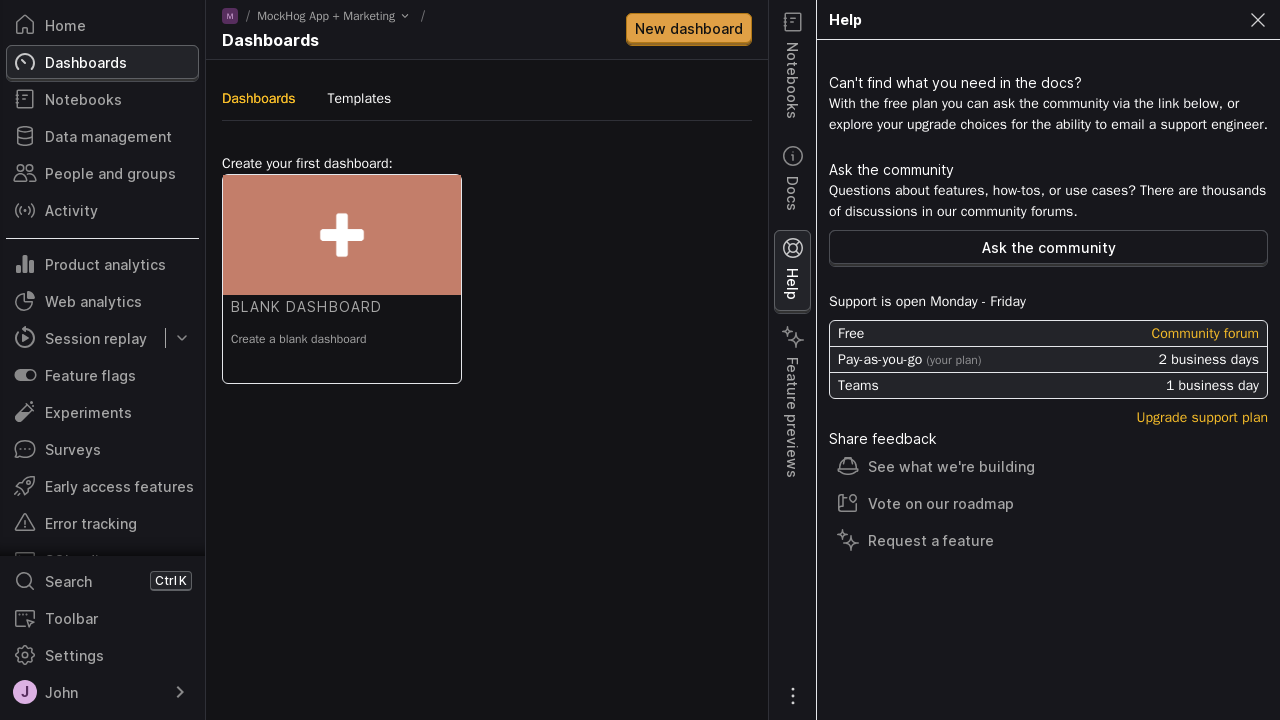 Home
Dashboards
Notebooks
Data management
People and groups
Activity
Product analytics
Web analytics
Session replay
Feature flags
Experiments
Surveys
Early access features
Error tracking
Search Ctrl K
Toolbar
Settings
J John
M / MockHog App + Marketing /
Dashboards
New dashboard
Dashboards Templates
Create your first dashboard:
BLANK DASHBOARD
Create a blank dashboard
Notebooks
Docs
Help
Feature previews
Help
Can't find what you need in the docs?
With the free plan you can ask the community via the link below, or
explore your upgrade choices for the ability to email a support engineer.
Ask the community
Questions about features, how-tos, or use cases? There are thousands
of discussions in our community forums.
Ask the community
Support is open Monday - Friday
Free Community forum
Pay-as-you-go (your plan) 2 business days
Teams 1 business day
Upgrade support plan
Share feedback
See what we're building
Vote on our roadmap
Request a feature